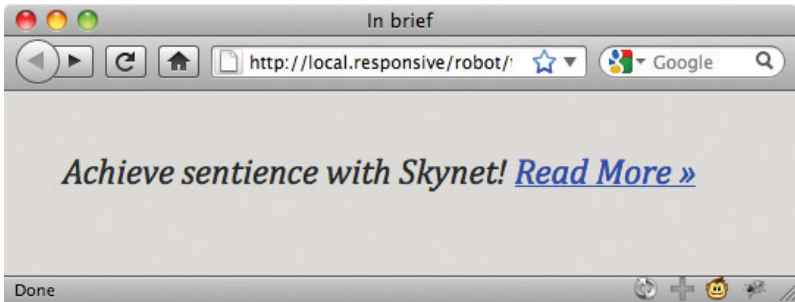 In brief
http://local.responsive/robot/
Google
Achieve sentience with Skynet! Read More »
Done